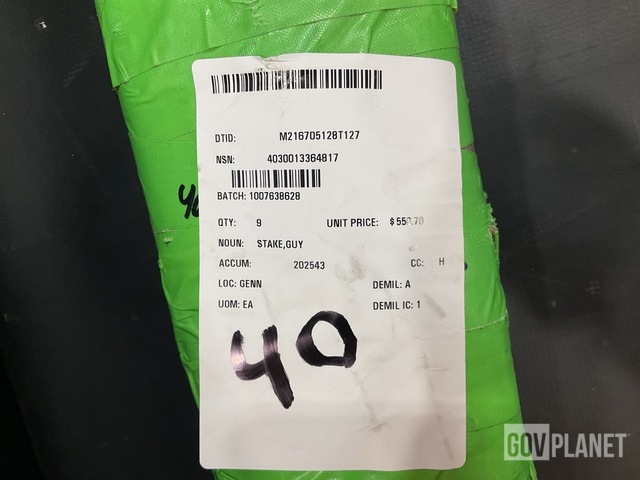 DTID: M216705128T127
NSN: 4030013364817
BATCH: 1007638628
QTY: 9 UNIT PRICE:
NOUN: STAKE,GUY
ACCUM: 202543 CC: H
LOC: GENN DEMIL: A
UOM: EA DEMIL IC: 1
40
GOVPLANET